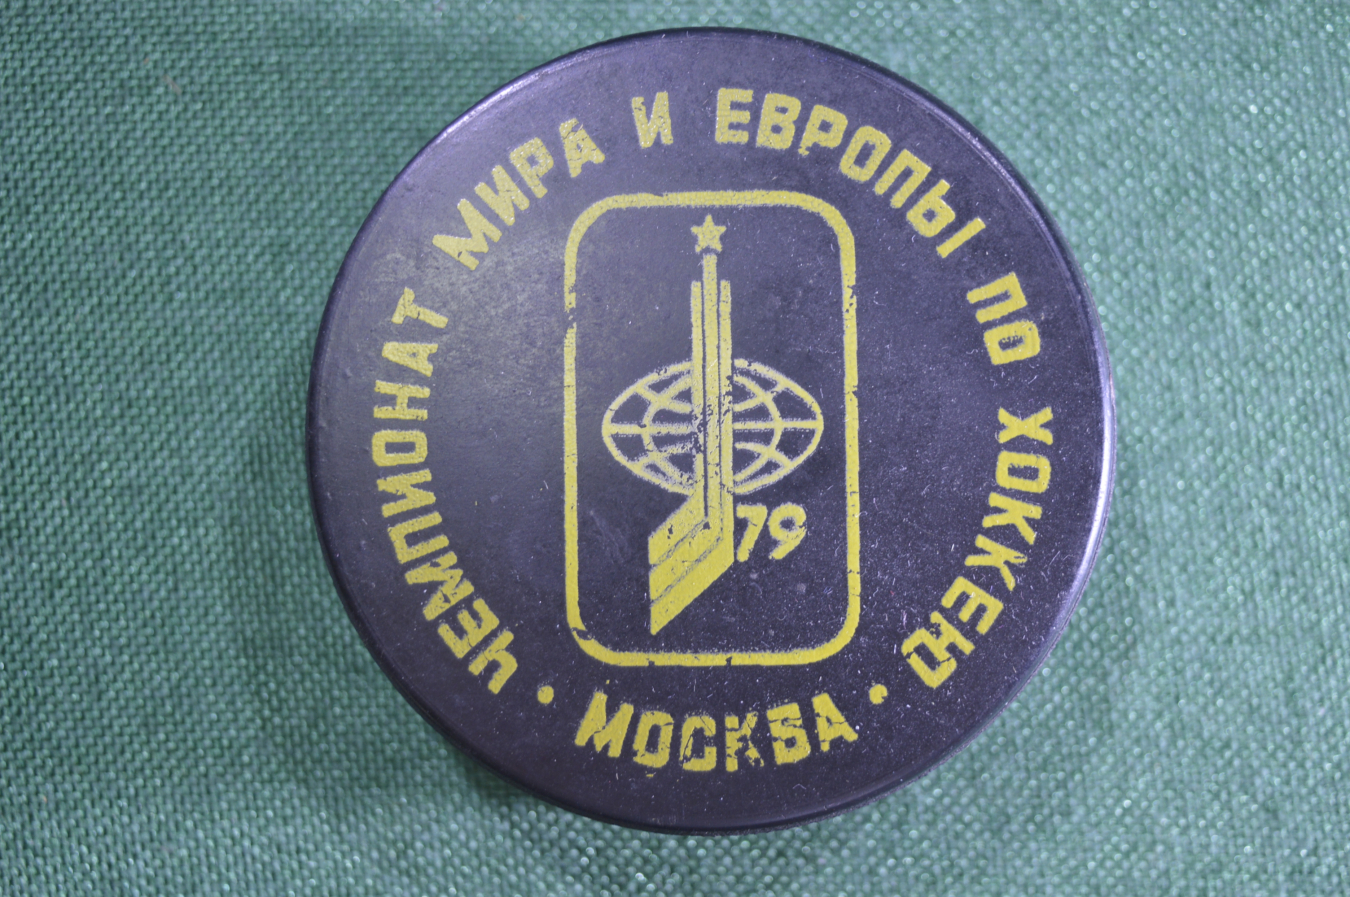 ЧЕМПИОНАТ МИРА И ЕВРОПЫ ПО ХОККЕЮ
79
• МОСКВА •